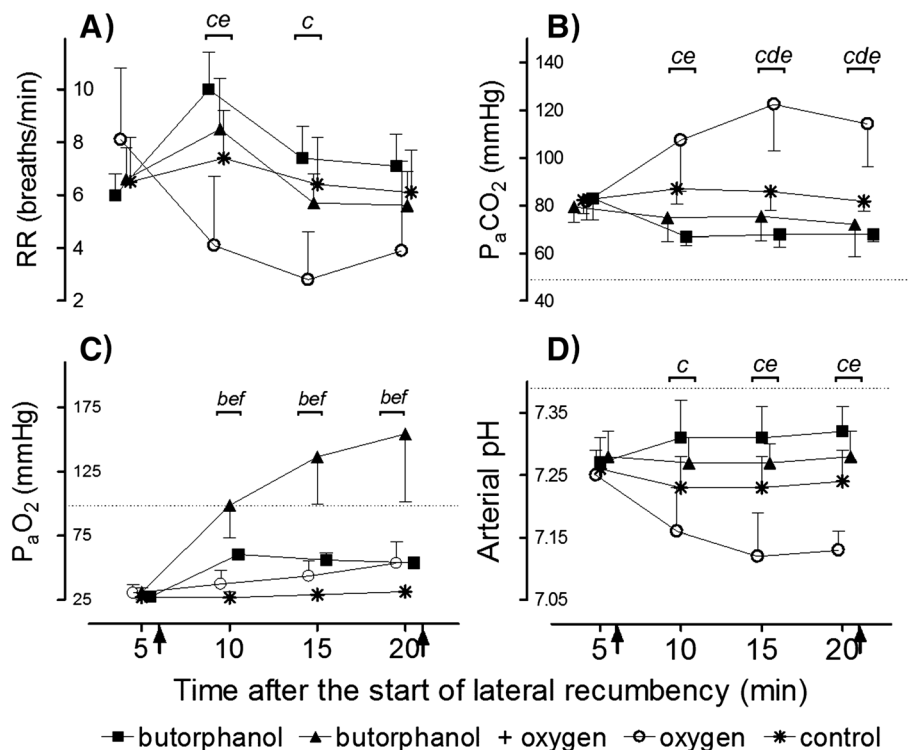 A)
ce
c
RR (breaths/min)
10
8
6
4
2
B)
ce
cde
cde
PaCO2 (mmHg)
140
120
100
80
60
40
C)
bef
bef
bef
PaO2 (mmHg)
175
125
75
25
5
10
15
20
D)
c
ce
ce
Arterial pH
7.35
7.25
7.15
7.05
5
10
15
20
Time after the start of lateral recumbency (min)
butorphanol butorphanol + oxygen oxygen control